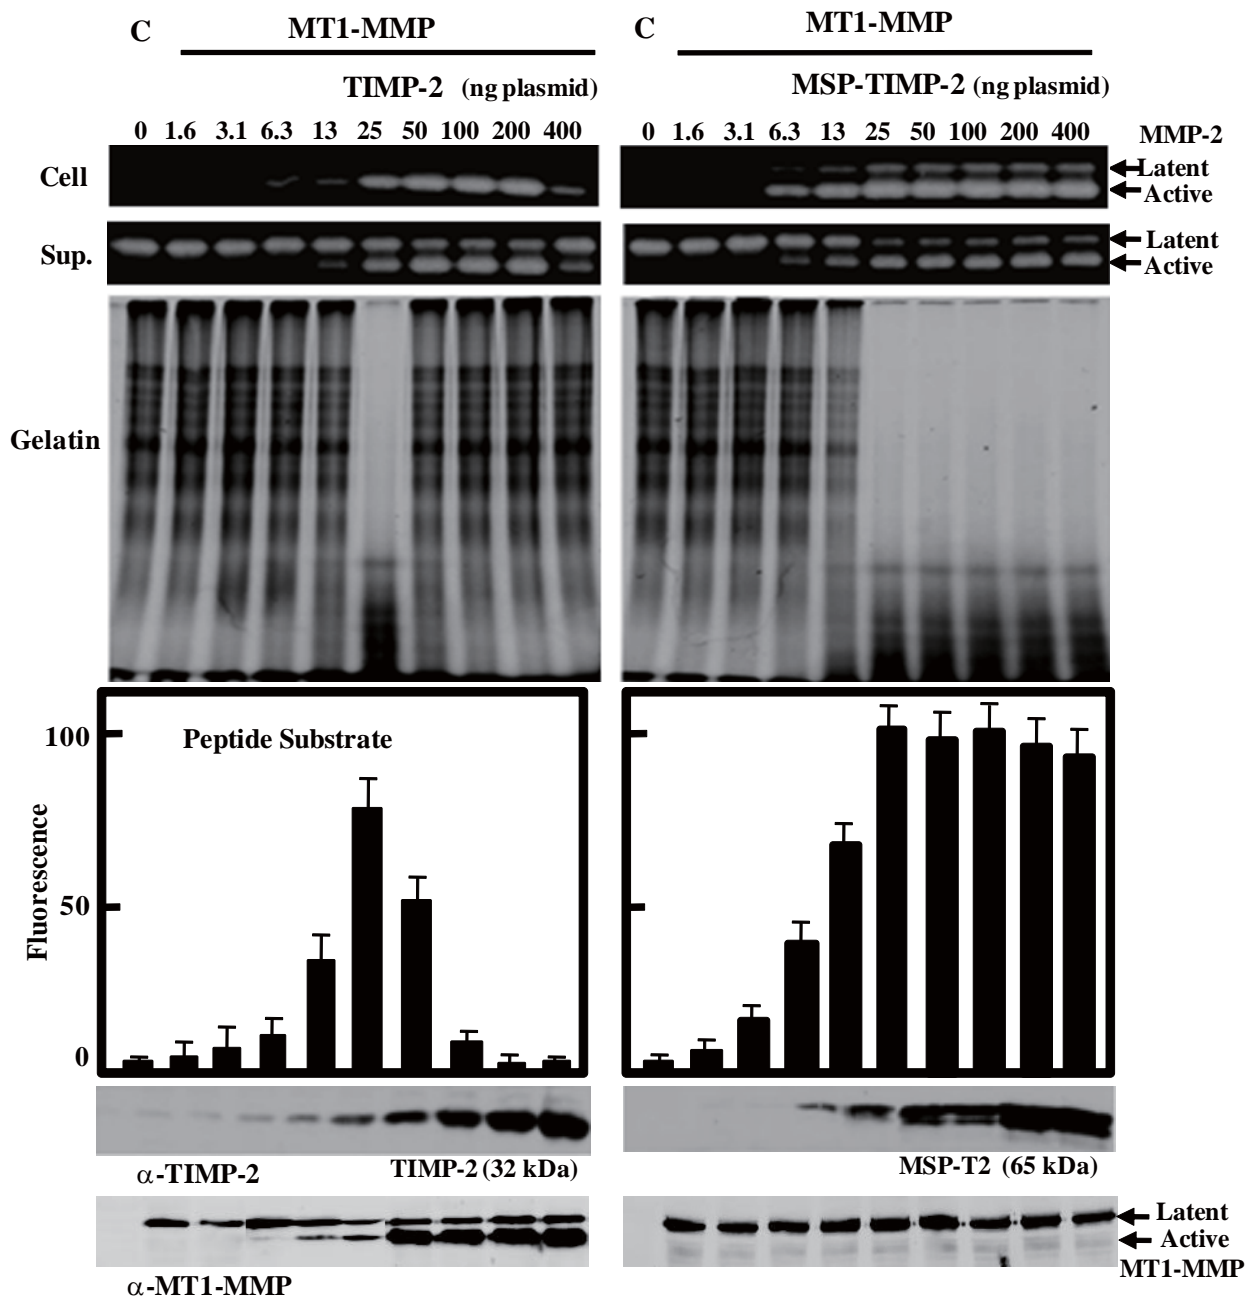 C MT1-MMP
TIMP-2 (ng plasmid)
0 1.6 3.1 6.3 13 25 50 100 200 400
C MT1-MMP
MSP-TIMP-2 (ng plasmid)
0 1.6 3.1 6.3 13 25 50 100 200 400
MMP-2
Cell
Latent
Active
Sup.
Latent
Active
Gelatin
Peptide Substrate
Fluorescence
100
50
0
α-TIMP-2
TIMP-2 (32 kDa)
MSP-T2 (65 kDa)
α-MT1-MMP
Latent
Active
MT1-MMP